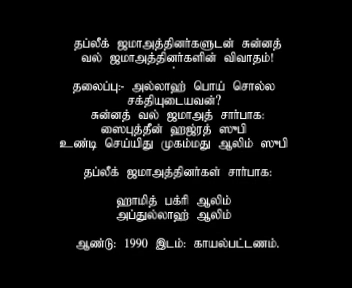 தப்லீக் ஜமாஅத்தினர்களுடன் சுன்னத்
வல் ஜமாஅத்தினர்களின் விவாதம்!
தலைப்பு:- அல்லாஹ் பொய் சொல்ல
சக்தியுடையவன்?
சுன்னத் வல் ஜமாஅத் சார்பாக:
ஸைபுத்தீன் ஹஜ்ரத் ஸுபி
உண்டி செய்யிது முகம்மது ஆலிம் ஸுபி
தப்லீக் ஜமாஅத்தினர்கள் சார்பாக:
ஹாமித் பக்ரி ஆலிம்
அப்துல்லாஹ் ஆலிம்
ஆண்டு: 1990 இடம்: காயல்பட்டணம்.